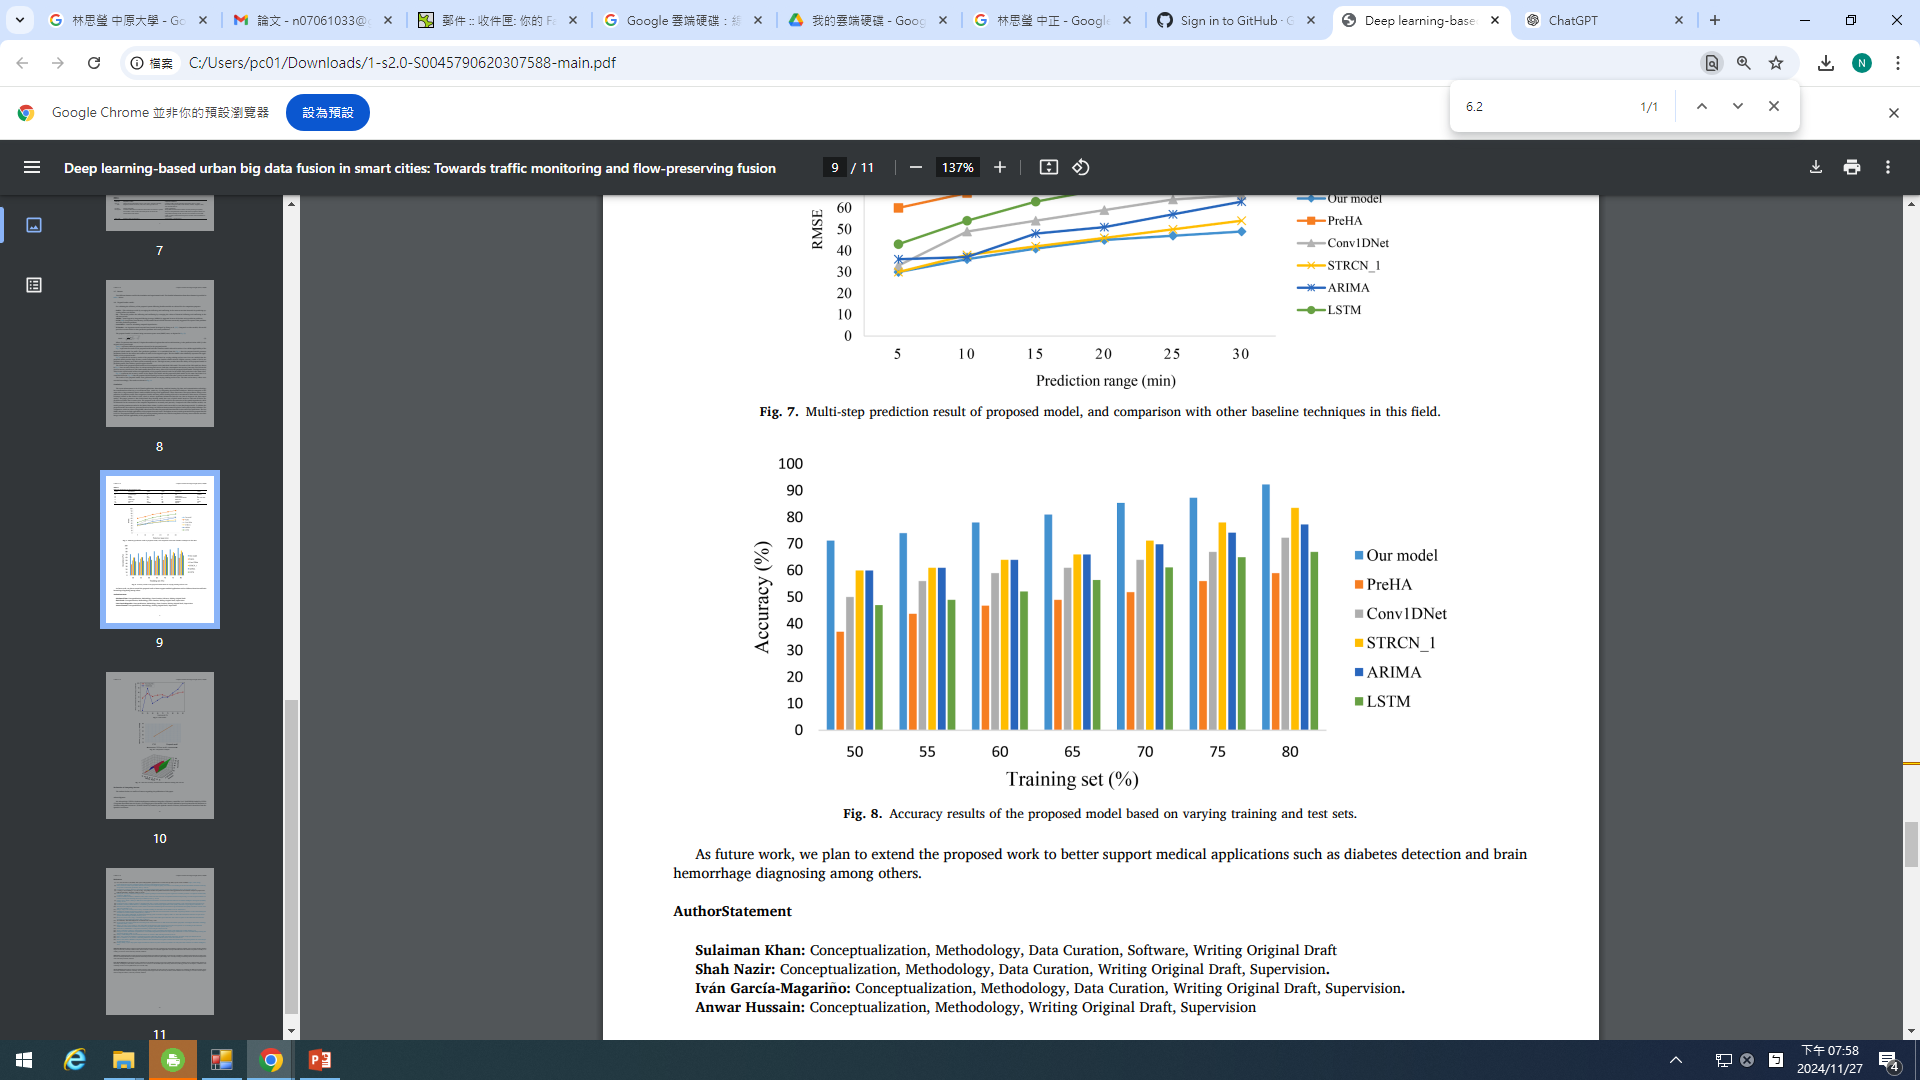 林思螢 中原大學 - Go
論文 - n07061033@g
郵件 :: 收件匣: 你的 Fa
Google 雲端硬碟：
我的雲端硬碟 - Goog
林思螢 中正 - Google
Sign in to GitHub · G
Deep learning-base
ChatGPT
檔案
C:/Users/pc01/Downloads/1-s2.0-S0045790620307588-main.pdf
N
Google Chrome 並非你的預設瀏覽器
設為預設
6.2
1/1
Deep learning-based urban big data fusion in smart cities: Towards traffic monitoring and flow-preserving fusion
9 / 11
137%
7
8
9
10
11
RMSE
60
50
40
30
20
10
0
5 10 15 20 25 30
Prediction range (min)
Our model
PreHA
Conv1DNet
STRCN_1
ARIMA
LSTM
Fig. 7. Multi-step prediction result of proposed model, and comparison with other baseline techniques in this field.
Accuracy (%)
100
90
80
70
60
50
40
30
20
10
0
50 55 60 65 70 75 80
Training set (%)
Our model
PreHA
Conv1DNet
STRCN_1
ARIMA
LSTM
Fig. 8. Accuracy results of the proposed model based on varying training and test sets.
As future work, we plan to extend the proposed work to better support medical applications such as diabetes detection and brain
hemorrhage diagnosing among others.
AuthorStatement
Sulaiman Khan: Conceptualization, Methodology, Data Curation, Software, Writing Original Draft
Shah Nazir: Conceptualization, Methodology, Data Curation, Writing Original Draft, Supervision.
Iván García-Magariño: Conceptualization, Methodology, Data Curation, Writing Original Draft, Supervision.
Anwar Hussain: Conceptualization, Methodology, Writing Original Draft, Supervision
下午 07:58
2024/11/27
4